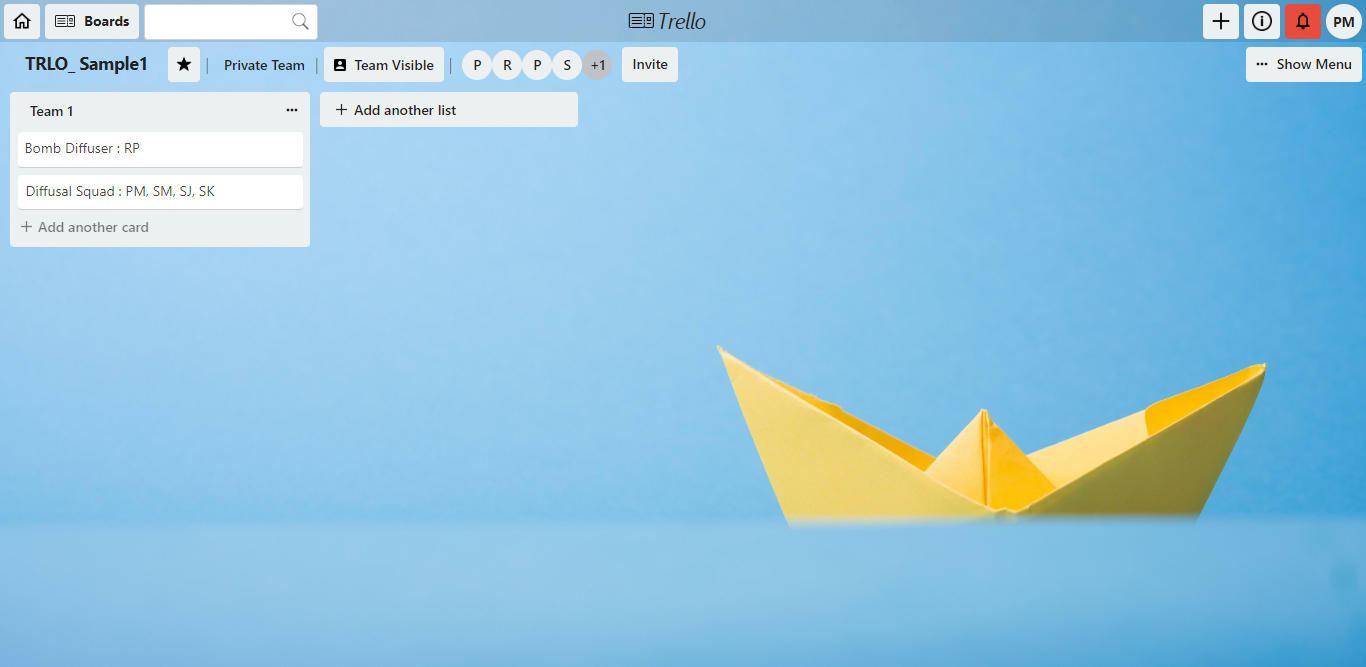 Boards
Trello
PM
TRLO_ Sample1
| Private Team | Team Visible | P R P S +1 Invite
··· Show Menu
Team 1 ···
+ Add another list
Bomb Diffuser : RP
Diffusal Squad : PM, SM, SJ, SK
+ Add another card